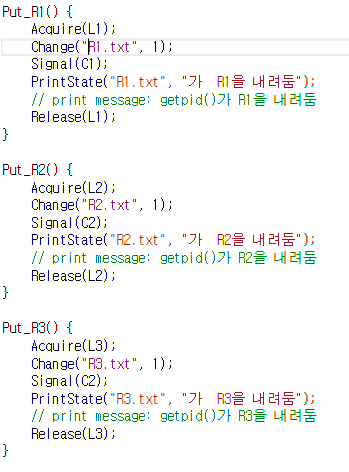 Put_R1() {
    Acquire(L1);
    Change("R1.txt", 1);
    Signal(C1);
    PrintState("R1.txt", "가  R1을 내려둠");
    // print message: getpid()가 R1을 내려둠
    Release(L1);
}

Put_R2() {
    Acquire(L2);
    Change("R2.txt", 1);
    Signal(C2);
    PrintState("R2.txt", "가  R2을 내려둠");
    // print message: getpid()가 R2을 내려둠
    Release(L2);
}

Put_R3() {
    Acquire(L3);
    Change("R3.txt", 1);
    Signal(C2);
    PrintState("R3.txt", "가  R3을 내려둠");
    // print message: getpid()가 R3을 내려둠
    Release(L3);
}